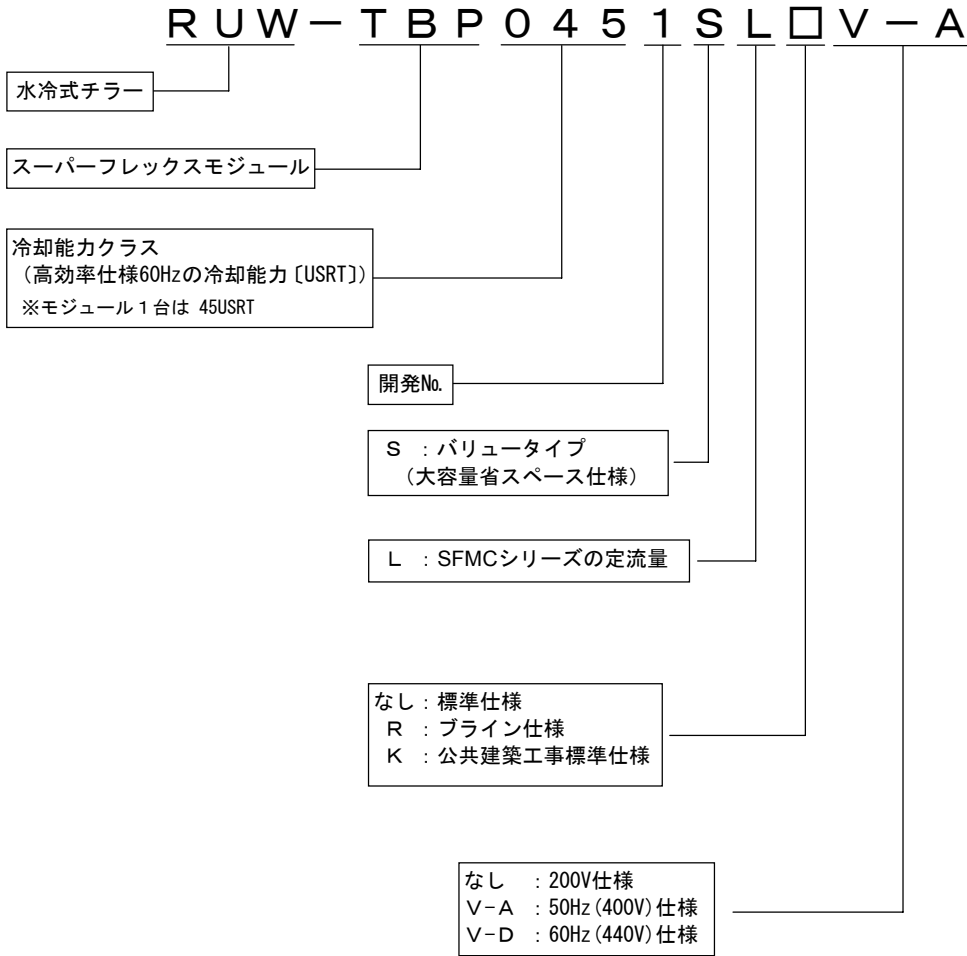 RUW-TBP0451SL□V-A
水冷式チラー
スーパーフレックスモジュール
冷却能力クラス
（高効率仕様60Hzの冷却能力〔USRT〕）
※モジュール１台は 45USRT
開発№.
Ｓ ：バリュータイプ
（大容量省スペース仕様）
Ｌ ：SFMCシリーズの定流量
なし：標準仕様
Ｒ ：ブライン仕様
Ｋ ：公共建築工事標準仕様
なし ：200V仕様
Ｖ-Ａ ：50Hz(400V)仕様
Ｖ-Ｄ ：60Hz(440V)仕様